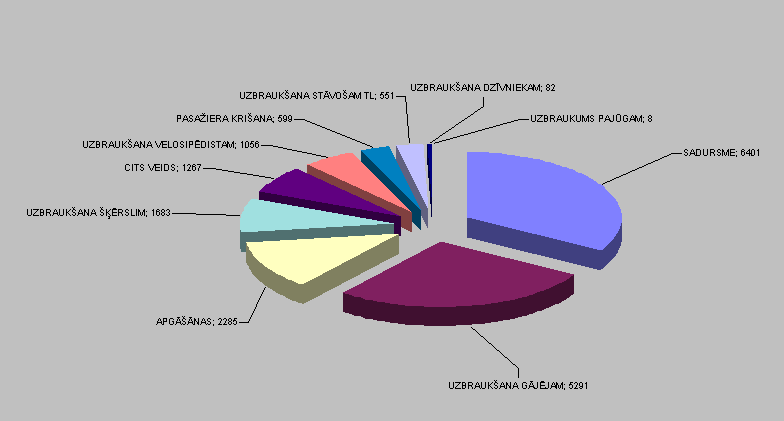 UZBRAUKŠANA DZĪVNIEKAM; 82
UZBRAUKŠANA STĀVOŠAM TL; 551
PASAŽIERA KRIŠANA; 599
UZBRAUKUMS PAJŪGAM; 8
UZBRAUKŠANA VELOSIPĒDISTAM; 1056
SADURSME; 6401
CITS VEIDS; 1267
UZBRAUKŠANA ŠĶĒRSLIM; 1683
APGĀŠANAS; 2285
UZBRAUKŠANA GĀJĒJAM; 5291